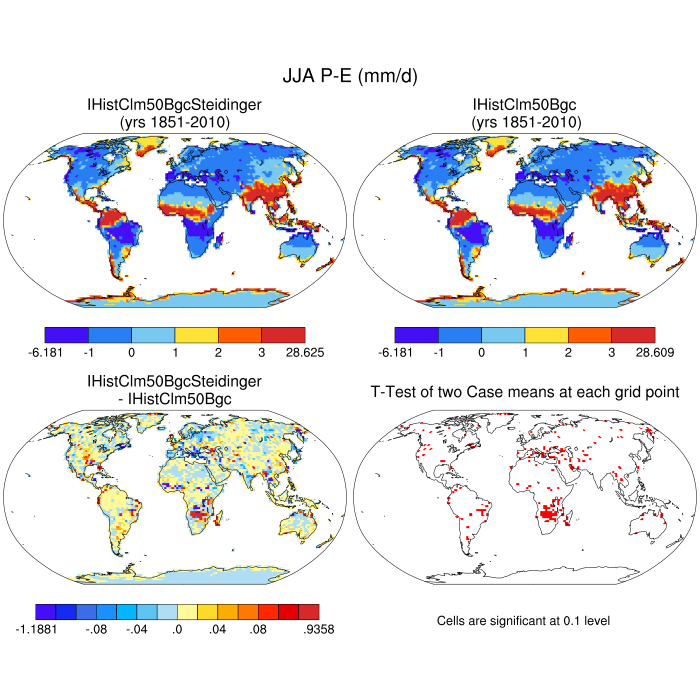 JJA P-E (mm/d)
IHistClm50BgcSteidinger
(yrs 1851-2010)
IHistClm50Bgc
(yrs 1851-2010)
-6.181 -1 0 1 2 3 28.625
-6.181 -1 0 1 2 3 28.609
IHistClm50BgcSteidinger
- IHistClm50Bgc
T-Test of two Case means at each grid point
-1.1881 -.08 -.04 .0 .04 .08 .9358
Cells are significant at 0.1 level